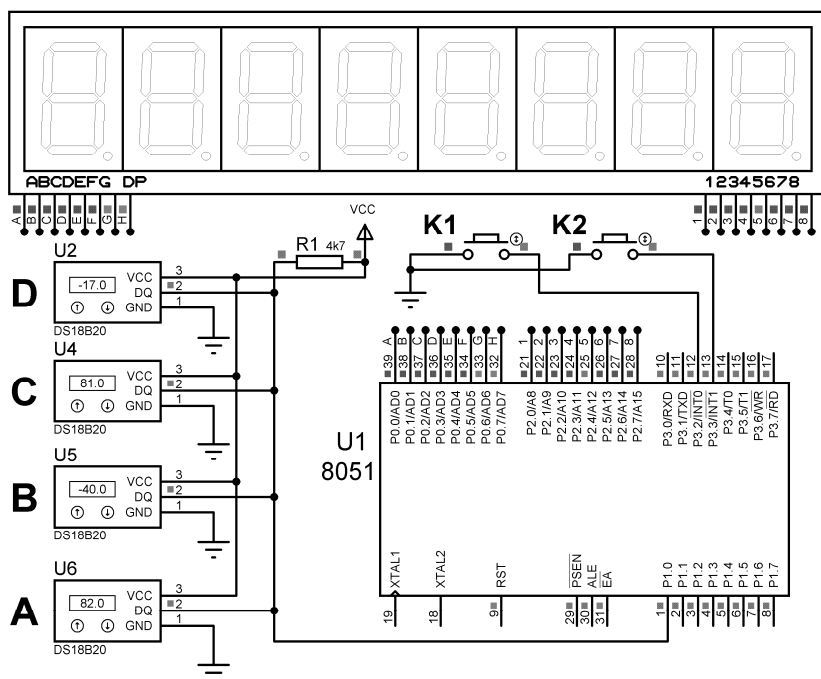 ABCDEFG DP
12345678
A B C D E F G H
1 2 3 4 5 6 7 8
VCC
K1 K2
R1 4k7
U2
D
-17.0
VCC 3
DQ 2
GND 1
DS18B20
U4
C
81.0
VCC 3
DQ 2
GND 1
DS18B20
U5
B
-40.0
VCC 3
DQ 2
GND 1
DS18B20
U6
A
82.0
VCC 3
DQ 2
GND 1
DS18B20
A B C D E F G H
39 38 37 36 35 34 33 32
P0.0/AD0
P0.1/AD1
P0.2/AD2
P0.3/AD3
P0.4/AD4
P0.5/AD5
P0.6/AD6
P0.7/AD7
1 2 3 4 5 6 7 8
21 22 23 24 25 26 27 28
P2.0/A8
P2.1/A9
P2.2/A10
P2.3/A11
P2.4/A12
P2.5/A13
P2.6/A14
P2.7/A15
10 11 12 13 14 15 16 17
P3.0/RXD
P3.1/TXD
P3.2/INT0
P3.3/INT1
P3.4/T0
P3.5/T1
P3.6/WR
P3.7/RD
U1
8051
XTAL1
XTAL2
RST
PSEN
ALE
EA
P1.0
P1.1
P1.2
P1.3
P1.4
P1.5
P1.6
P1.7
19 18 9 29 30 31 1 2 3 4 5 6 7 8